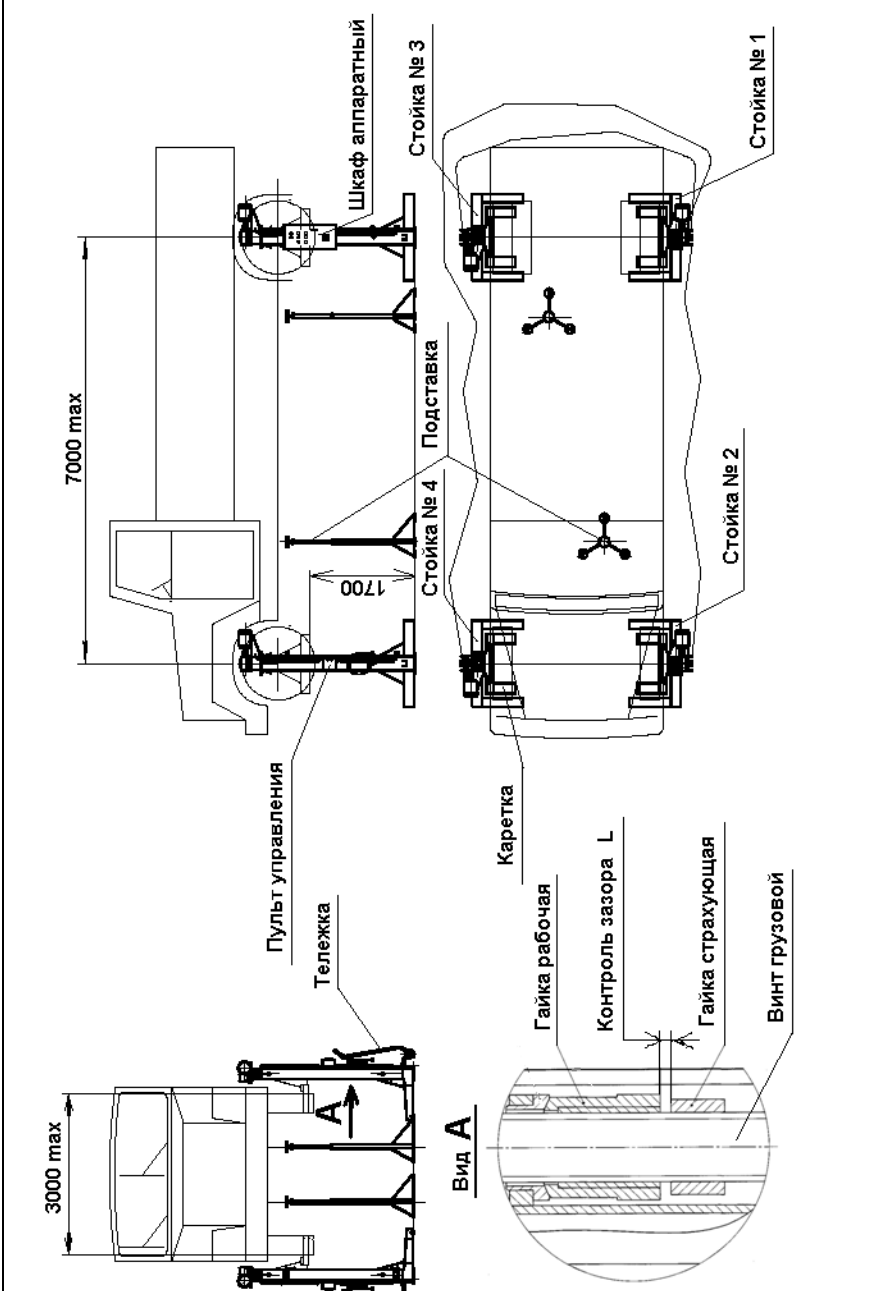 7000 max
Шкаф аппаратный
Стойка № 3
Стойка № 1
Подставка
1700
Стойка № 4
Стойка № 2
Пульт управления
Каретка
Тележка
3000 max
А
Вид А
Гайка рабочая
Контроль зазора L
Гайка страхующая
Винт грузовой